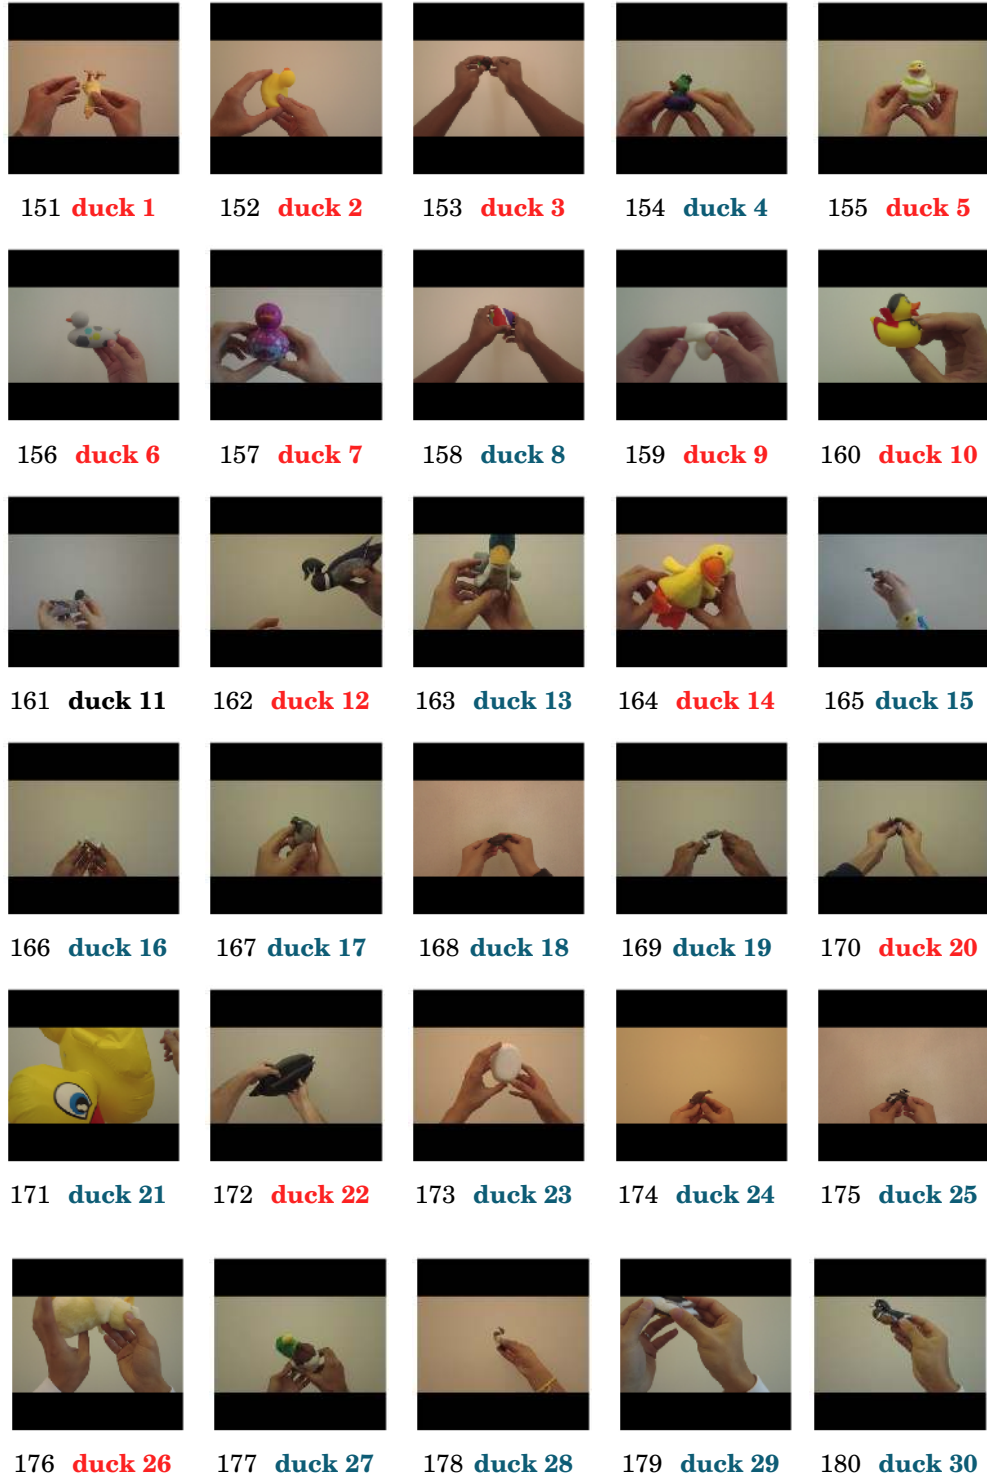 151 duck 1 152 duck 2 153 duck 3 154 duck 4 155 duck 5
156 duck 6 157 duck 7 158 duck 8 159 duck 9 160 duck 10
161 duck 11 162 duck 12 163 duck 13 164 duck 14 165 duck 15
166 duck 16 167 duck 17 168 duck 18 169 duck 19 170 duck 20
171 duck 21 172 duck 22 173 duck 23 174 duck 24 175 duck 25
176 duck 26 177 duck 27 178 duck 28 179 duck 29 180 duck 30